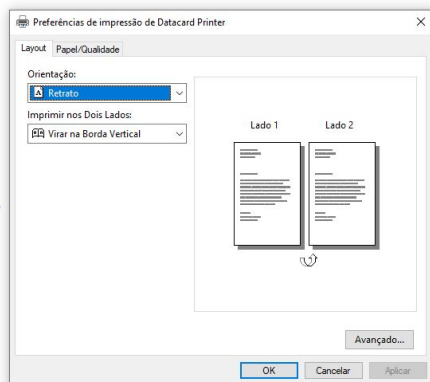 Preferências de impressão de Datacard Printer
Layout Papel/Qualidade
Orientação:
Retrato
Imprimir nos Dois Lados:
Virar na Borda Vertical
Lado 1 Lado 2
Avançado...
OK Cancelar Aplicar